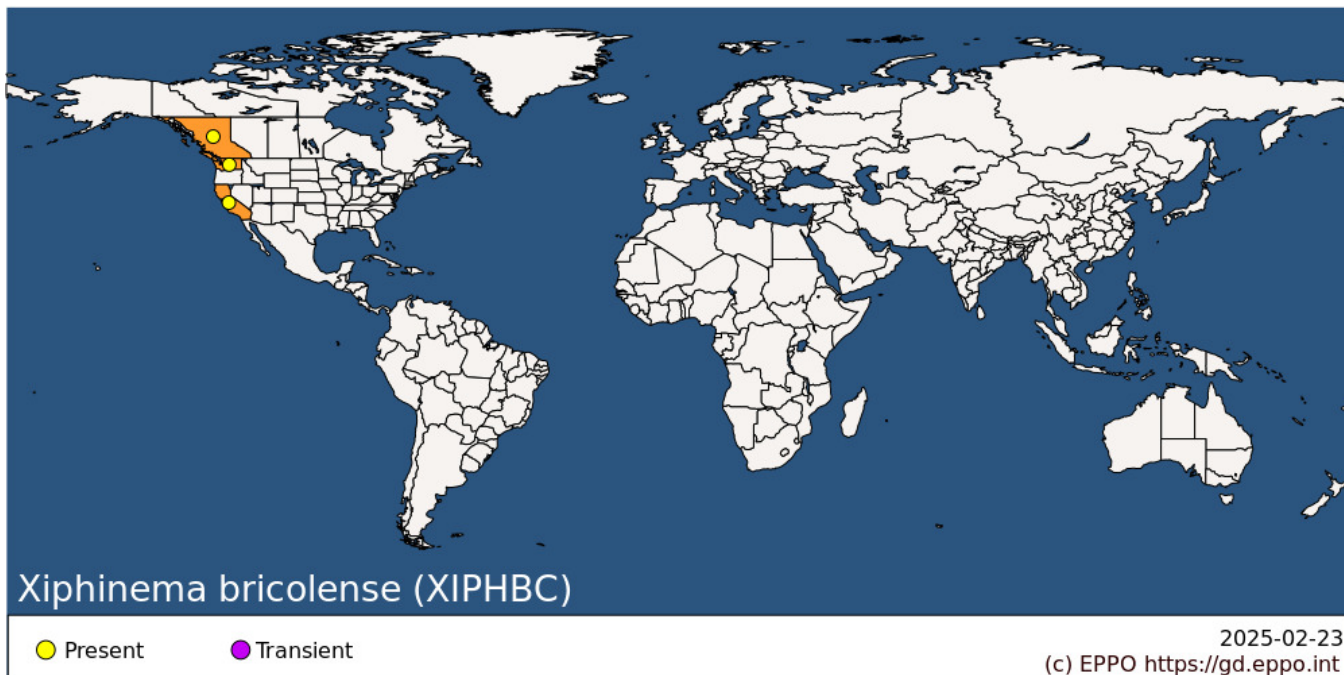 Xiphinema bricolense (XIPHBC)
Present
Transient
2025-02-23
(c) EPPO https://gd.eppo.int